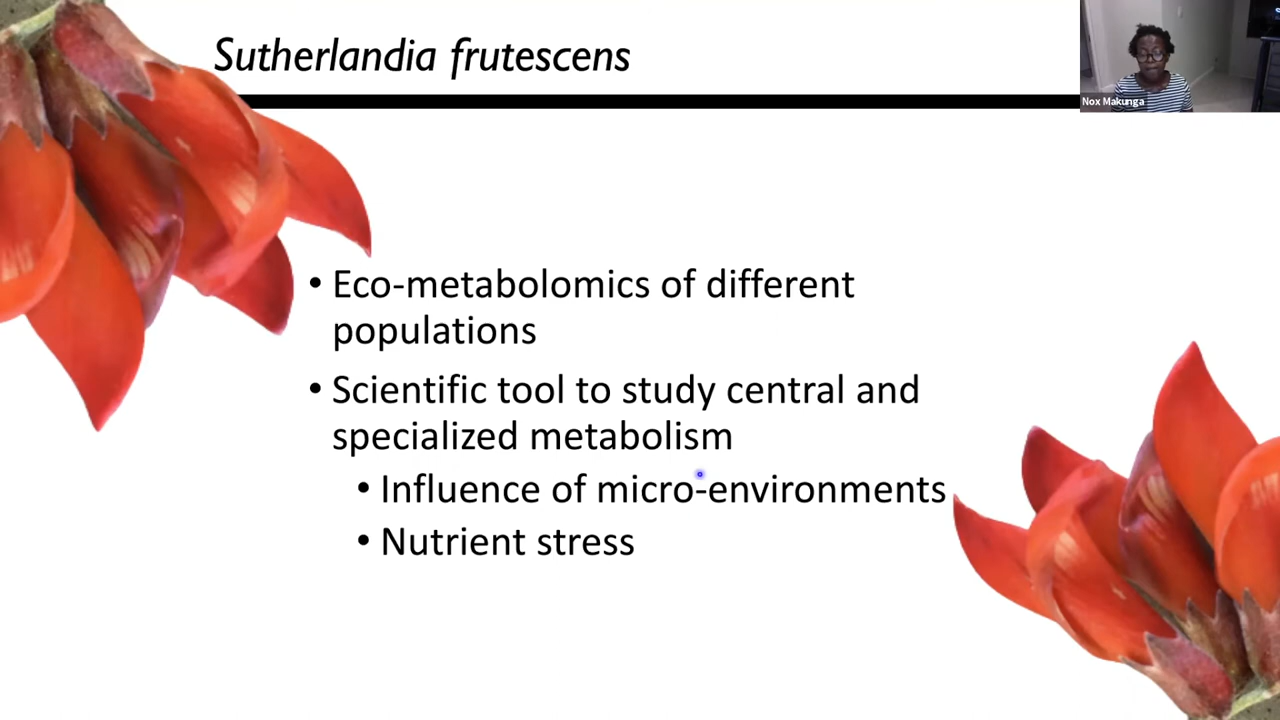 Sutherlandia frutescens
Nox Makunga
• Eco-metabolomics of different
populations
• Scientific tool to study central and
specialized metabolism
• Influence of micro-environments
• Nutrient stress